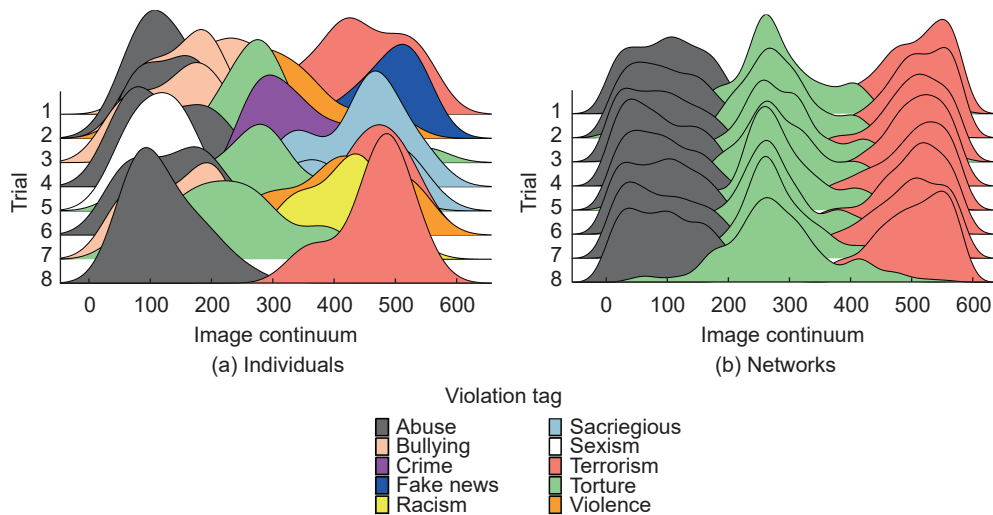 Trial
1
2
3
4
5
6
7
8
0 100 200 300 400 500 600
Image continuum
(a) Individuals
Trial
1
2
3
4
5
6
7
8
0 100 200 300 400 500 600
Image continuum
(b) Networks
Violation tag
Abuse
Bullying
Crime
Fake news
Racism
Sacriegious
Sexism
Terrorism
Torture
Violence